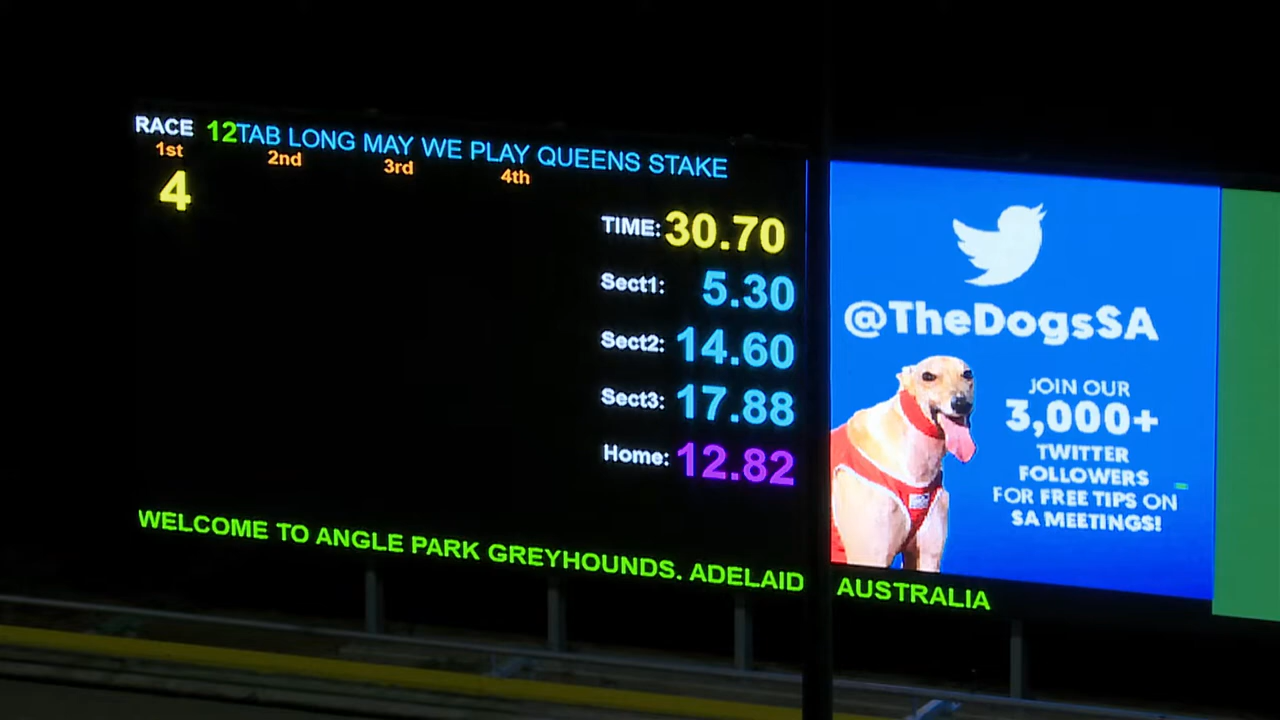 RACE 12TAB LONG MAY WE PLAY QUEENS STAKE
1st 2nd 3rd 4th
4
TIME: 30.70
Sect1: 5.30
Sect2: 14.60
Sect3: 17.88
Home: 12.82
WELCOME TO ANGLE PARK GREYHOUNDS. ADELAID AUSTRALIA
@TheDogsSA
JOIN OUR
3,000+
TWITTER
FOLLOWERS
FOR FREE TIPS ON
SA MEETINGS!